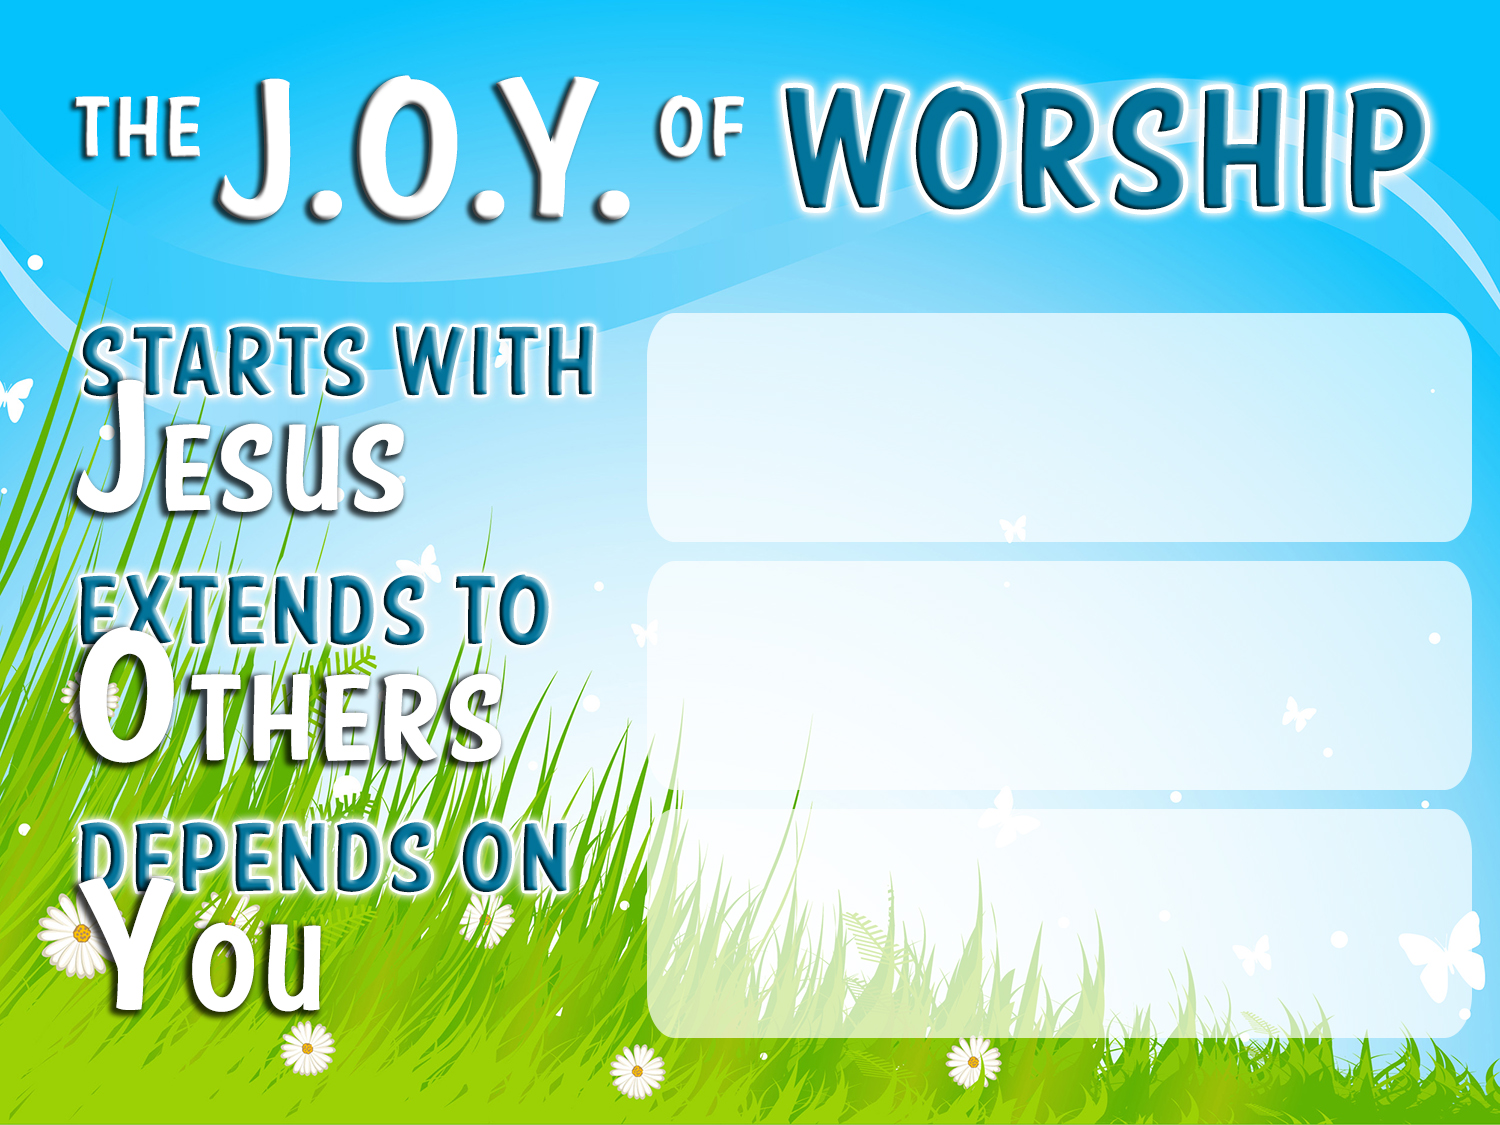 THE J.O.Y. OF WORSHIP
STARTS WITH
JESUS
EXTENDS TO
OTHERS
DEPENDS ON
YOU